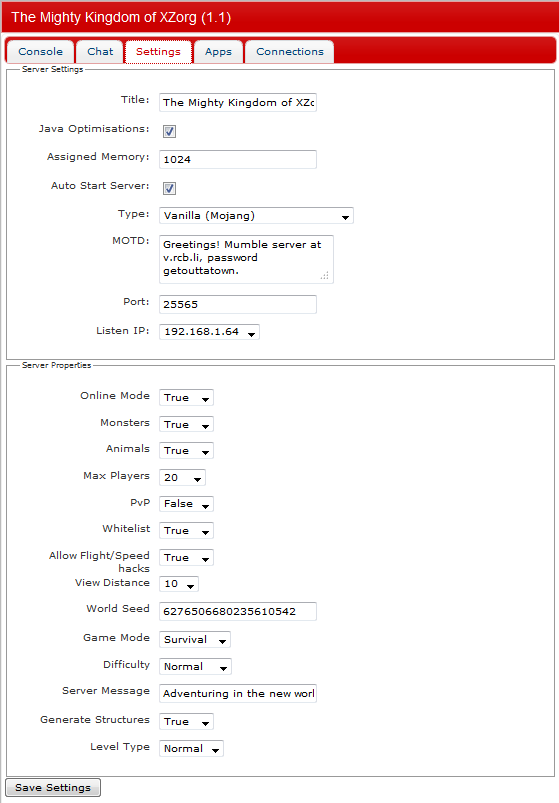 The Mighty Kingdom of XZorg (1.1)
Console Chat Settings Apps Connections
Server Settings
Title: The Mighty Kingdom of XZo
Java Optimisations:
Assigned Memory: 1024
Auto Start Server:
Type: Vanilla (Mojang)
MOTD: Greetings! Mumble server at
v.rcb.li, password
getouttatown.
Port: 25565
Listen IP: 192.168.1.64
Server Properties
Online Mode True
Monsters True
Animals True
Max Players 20
PvP False
Whitelist True
Allow Flight/Speed
hacks True
View Distance 10
World Seed 6276506680235610542
Game Mode Survival
Difficulty Normal
Server Message Adventuring in the new worl
Generate Structures True
Level Type Normal
Save Settings